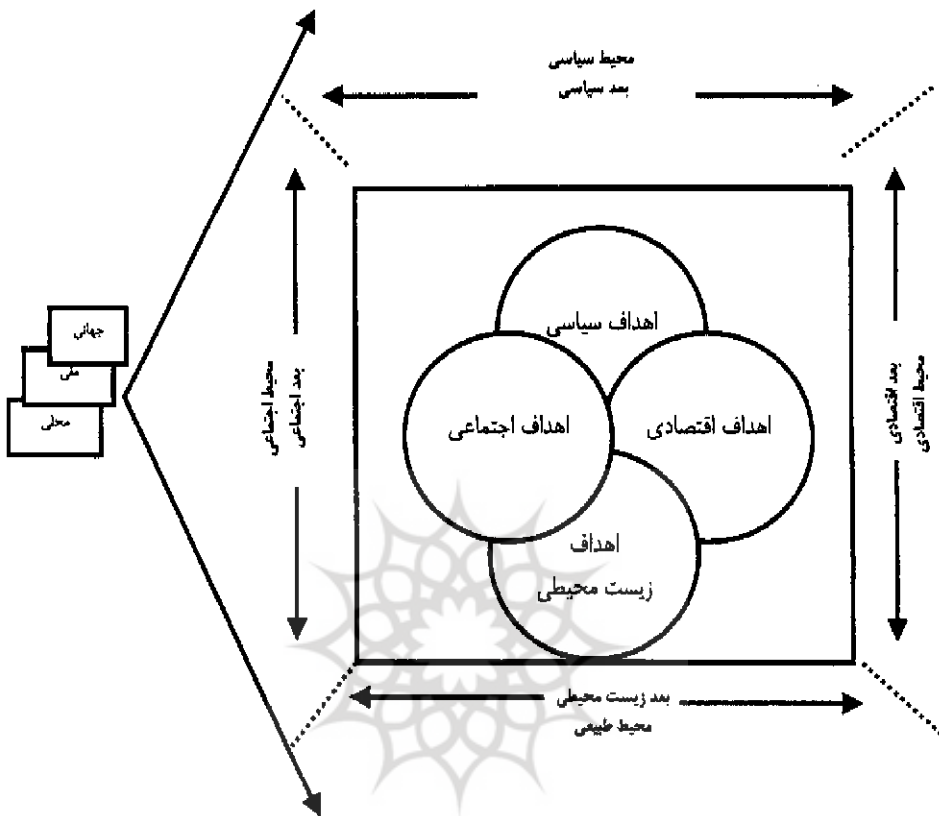 محیط سیاسی
بعد سیاسی
بعد اقتصادی
محیط اقتصادی
اهداف سیاسی
اهداف اقتصادی
اهداف اجتماعی
اهداف
زیست محیطی
بعد اجتماعی
محیط اجتماعی
جهانی
ملی
محلی
بعد زیست محیطی
محیط طبیعی